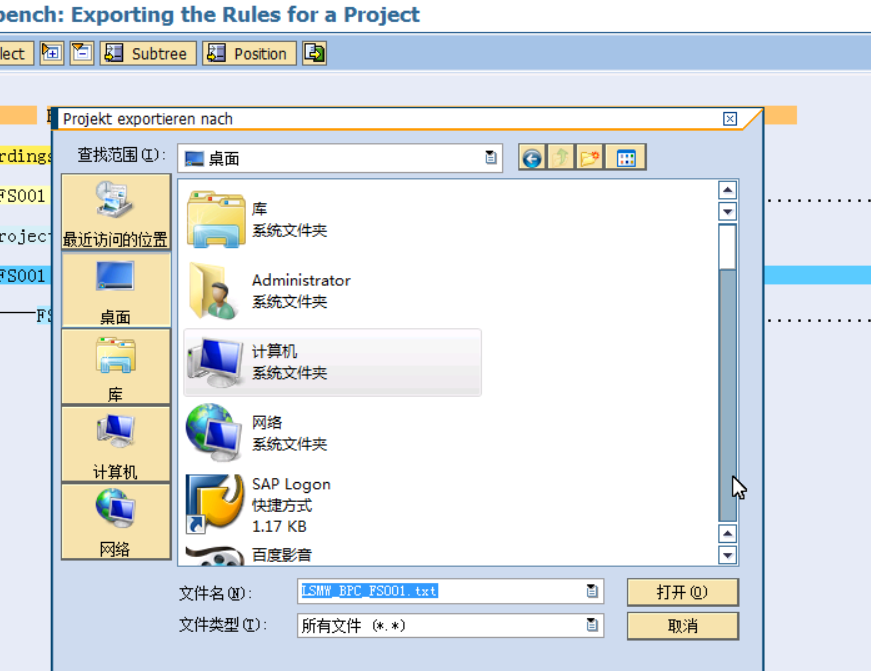 bench: Exporting the Rules for a Project
lect Subtree Position
Projekt exportieren nach
查找范围(I): 桌面
rdings
FS001
rojec
FS001
FS
最近访问的位置
桌面
库
计算机
网络
库
系统文件夹
Administrator
系统文件夹
计算机
系统文件夹
网络
系统文件夹
SAP Logon
快捷方式
1.17 KB
百度影音
文件名(N): LSMW_BPC_FS001.txt 打开(O)
文件类型(T): 所有文件 (*.*) 取消